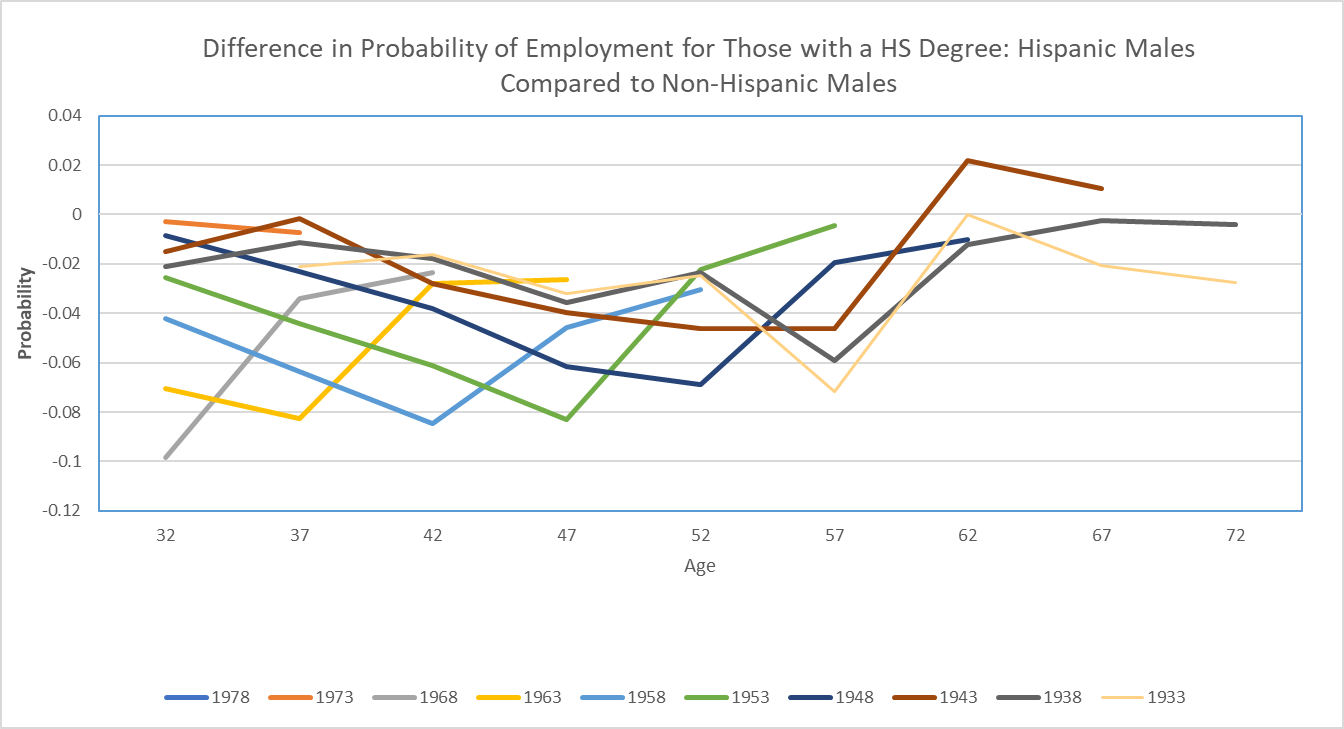 Difference in Probability of Employment for Those with a HS Degree: Hispanic Males
Compared to Non-Hispanic Males
0.04
0.02
0
-0.02
-0.04
-0.06
-0.08
-0.1
-0.12
Probability
32 37 42 47 52 57 62 67 72
Age
1978 1973 1968 1963 1958 1953 1948 1943 1938 1933